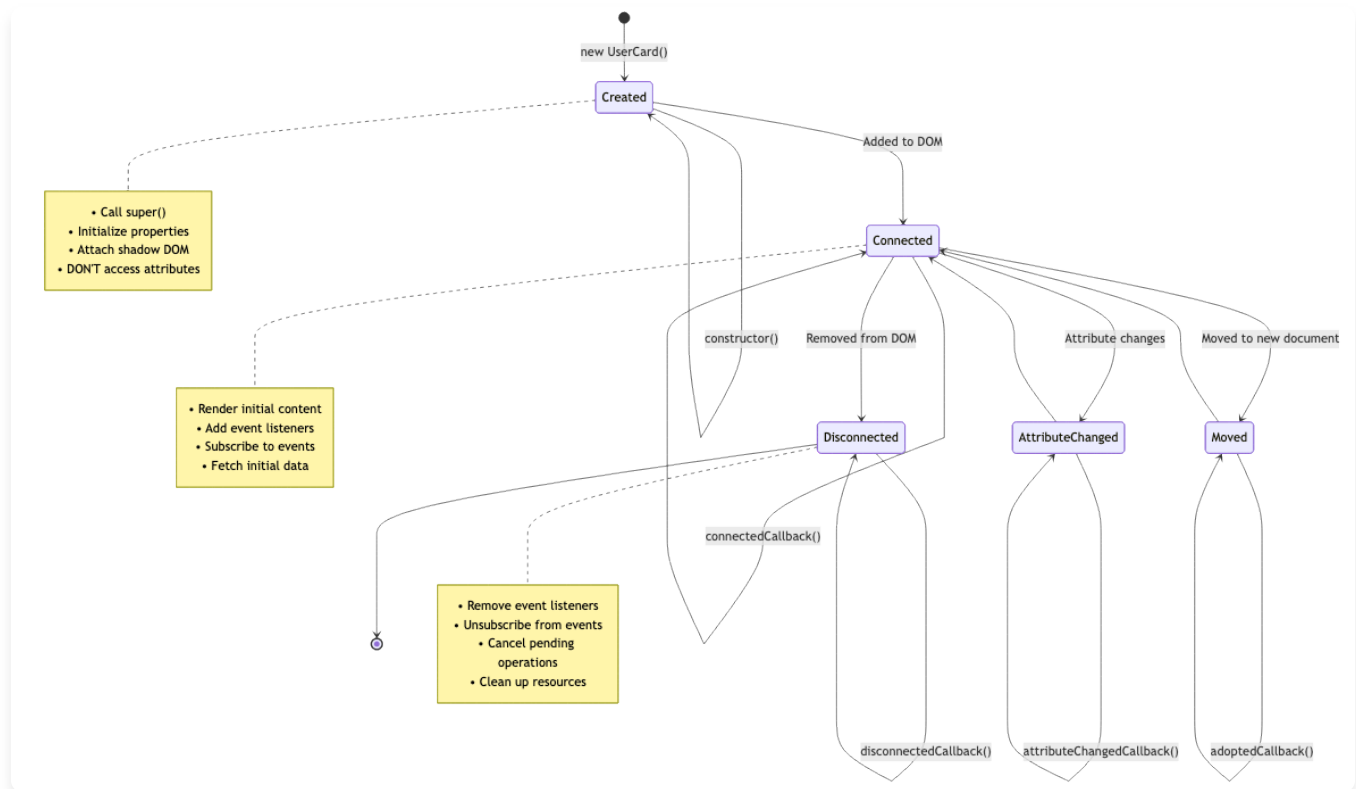 new UserCard()
Created
Added to DOM
• Call super()
• Initialize properties
• Attach shadow DOM
• DON'T access attributes
Connected
constructor()
Removed from DOM
Attribute changes
Moved to new document
• Render initial content
• Add event listeners
• Subscribe to events
• Fetch initial data
Disconnected
AttributeChanged
Moved
connectedCallback()
• Remove event listeners
• Unsubscribe from events
• Cancel pending
operations
• Clean up resources
disconnectedCallback()
attributeChangedCallback()
adoptedCallback()